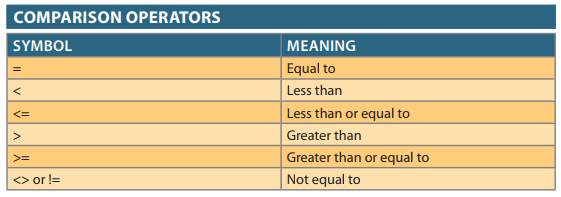 COMPARISON OPERATORS
SYMBOL MEANING
= Equal to
< Less than
<= Less than or equal to
> Greater than
>= Greater than or equal to
<> or != Not equal to